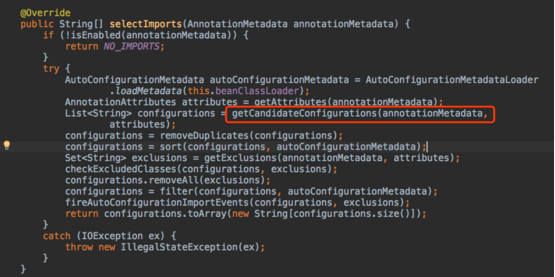 @Override
public String[] selectImports(AnnotationMetadata annotationMetadata) {
if (!isEnabled(annotationMetadata)) {
return NO_IMPORTS;
}
try {
AutoConfigurationMetadata autoConfigurationMetadata = AutoConfigurationMetadataLoader
.loadMetadata(this.beanClassLoader);
AnnotationAttributes attributes = getAttributes(annotationMetadata);
List<String> configurations = getCandidateConfigurations(annotationMetadata,
attributes);
configurations = removeDuplicates(configurations);
configurations = sort(configurations, autoConfigurationMetadata);
Set<String> exclusions = getExclusions(annotationMetadata, attributes);
checkExcludedClasses(configurations, exclusions);
configurations.removeAll(exclusions);
configurations = filter(configurations, autoConfigurationMetadata);
fireAutoConfigurationImportEvents(configurations, exclusions);
return configurations.toArray(new String[configurations.size()]);
}
catch (IOException ex) {
throw new IllegalStateException(ex);
}
}